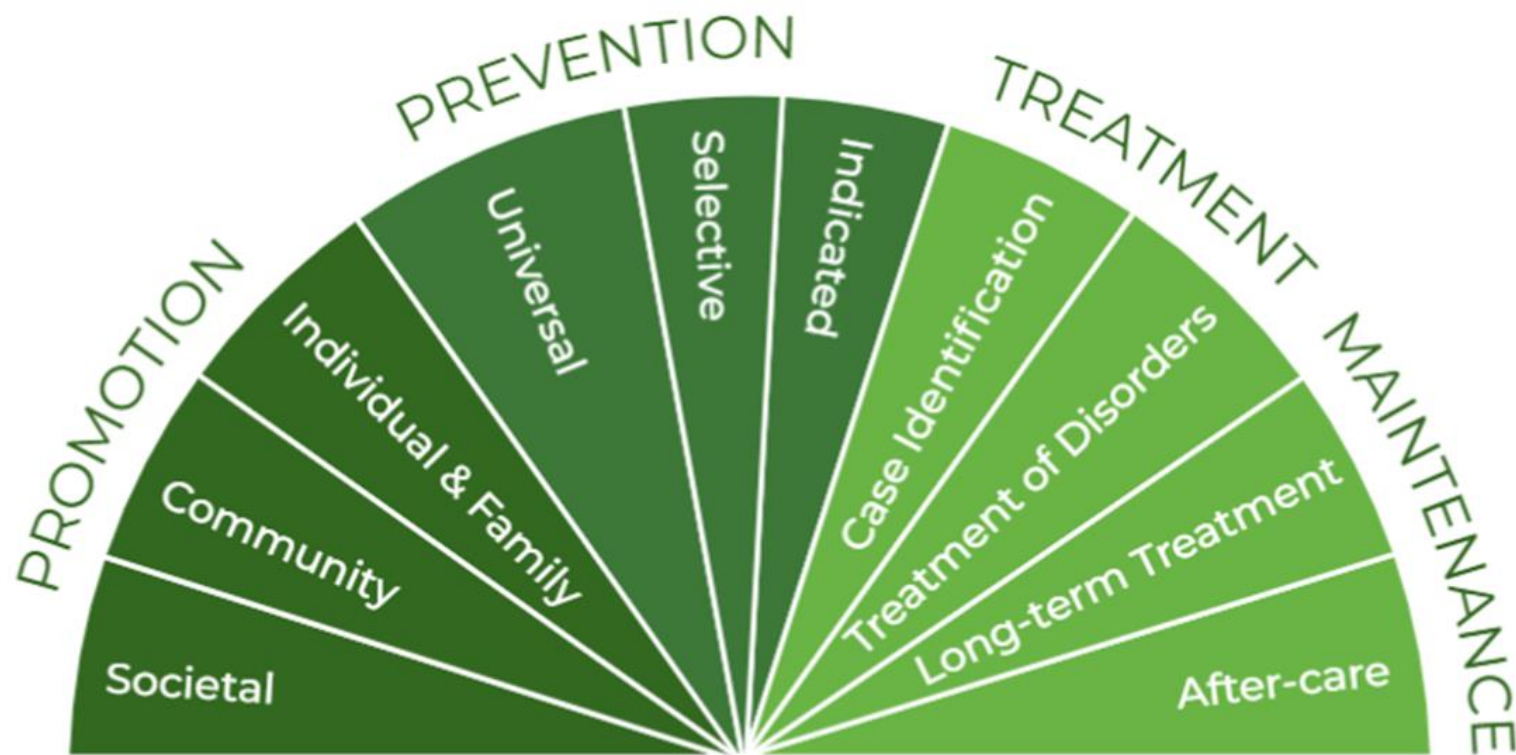 PROMOTION
PREVENTION
TREATMENT
MAINTENANCE
Societal
Community
Individual & Family
Universal
Selective
Indicated
Case Identification
Treatment of Disorders
Long-term Treatment
After-care